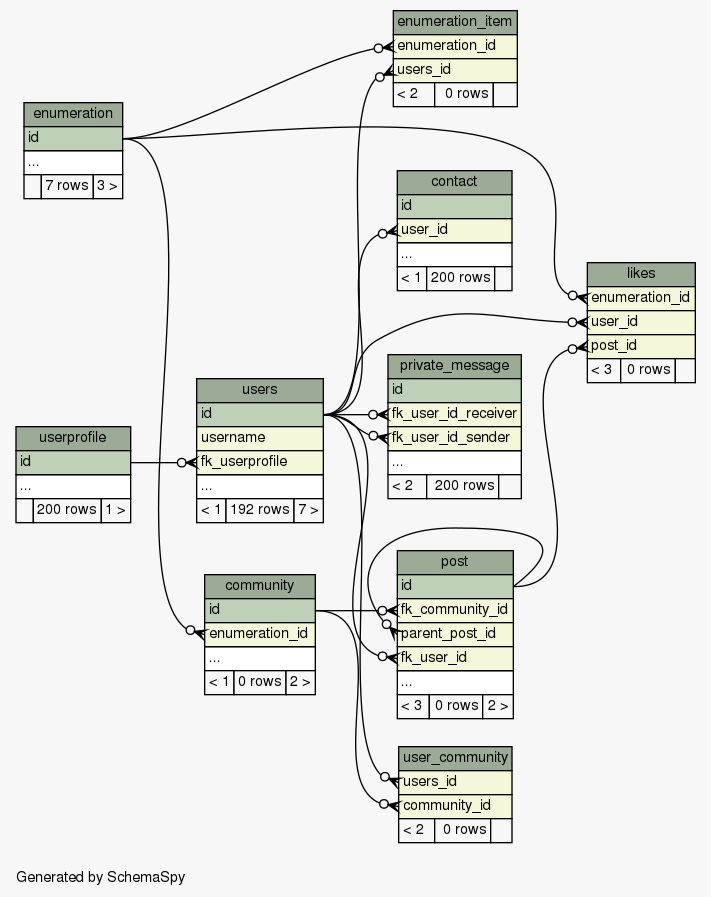 enumeration_item
enumeration_id
users_id
< 2 0 rows
enumeration
id
...
7 rows 3 >
contact
id
user_id
...
< 1 200 rows
likes
enumeration_id
user_id
post_id
< 3 0 rows
private_message
id
fk_user_id_receiver
fk_user_id_sender
...
< 2 200 rows
users
id
username
fk_userprofile
...
< 1 192 rows 7 >
userprofile
id
...
200 rows 1 >
post
id
fk_community_id
parent_post_id
fk_user_id
...
< 3 0 rows 2 >
community
id
enumeration_id
...
< 1 0 rows 2 >
user_community
users_id
community_id
< 2 0 rows
Generated by SchemaSpy